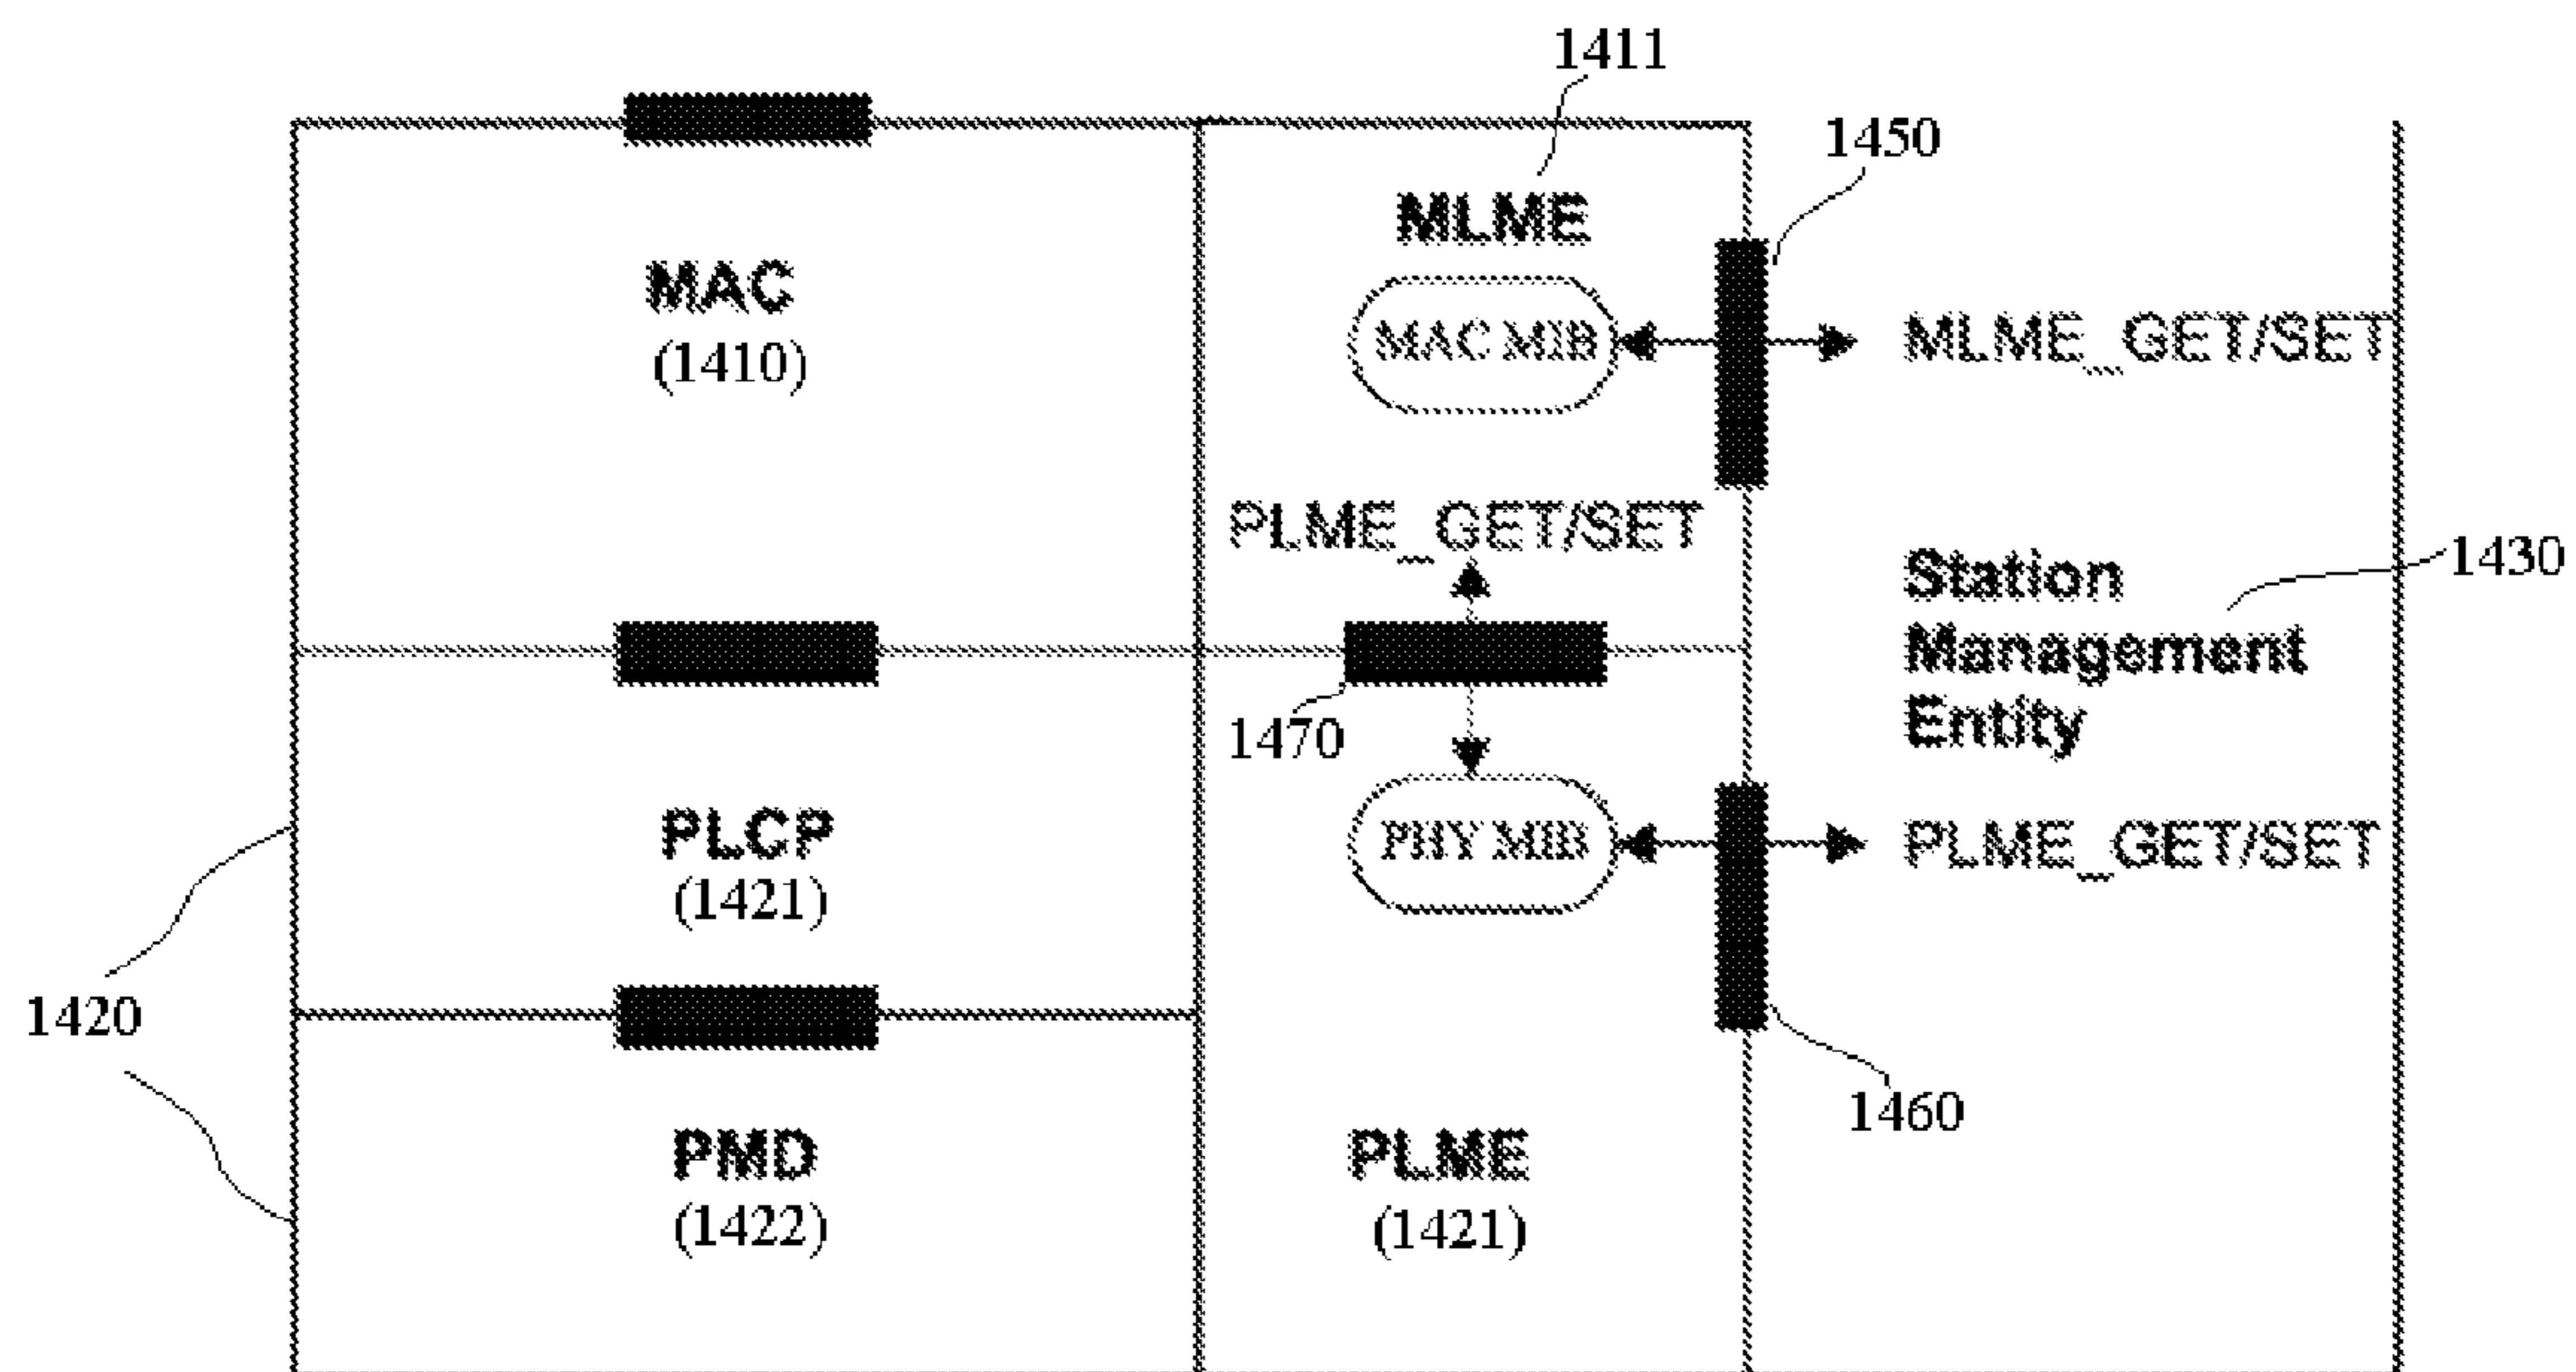 1411
1450
MLME
MAC
(1410)
MAC MIB
MLME_GET/SET
PLME_GET/SET
Station
Management
Entity
1430
1470
PLCP
(1421)
PHY MIB
PLME_GET/SET
1420
1460
PMD
(1422)
PLME
(1421)